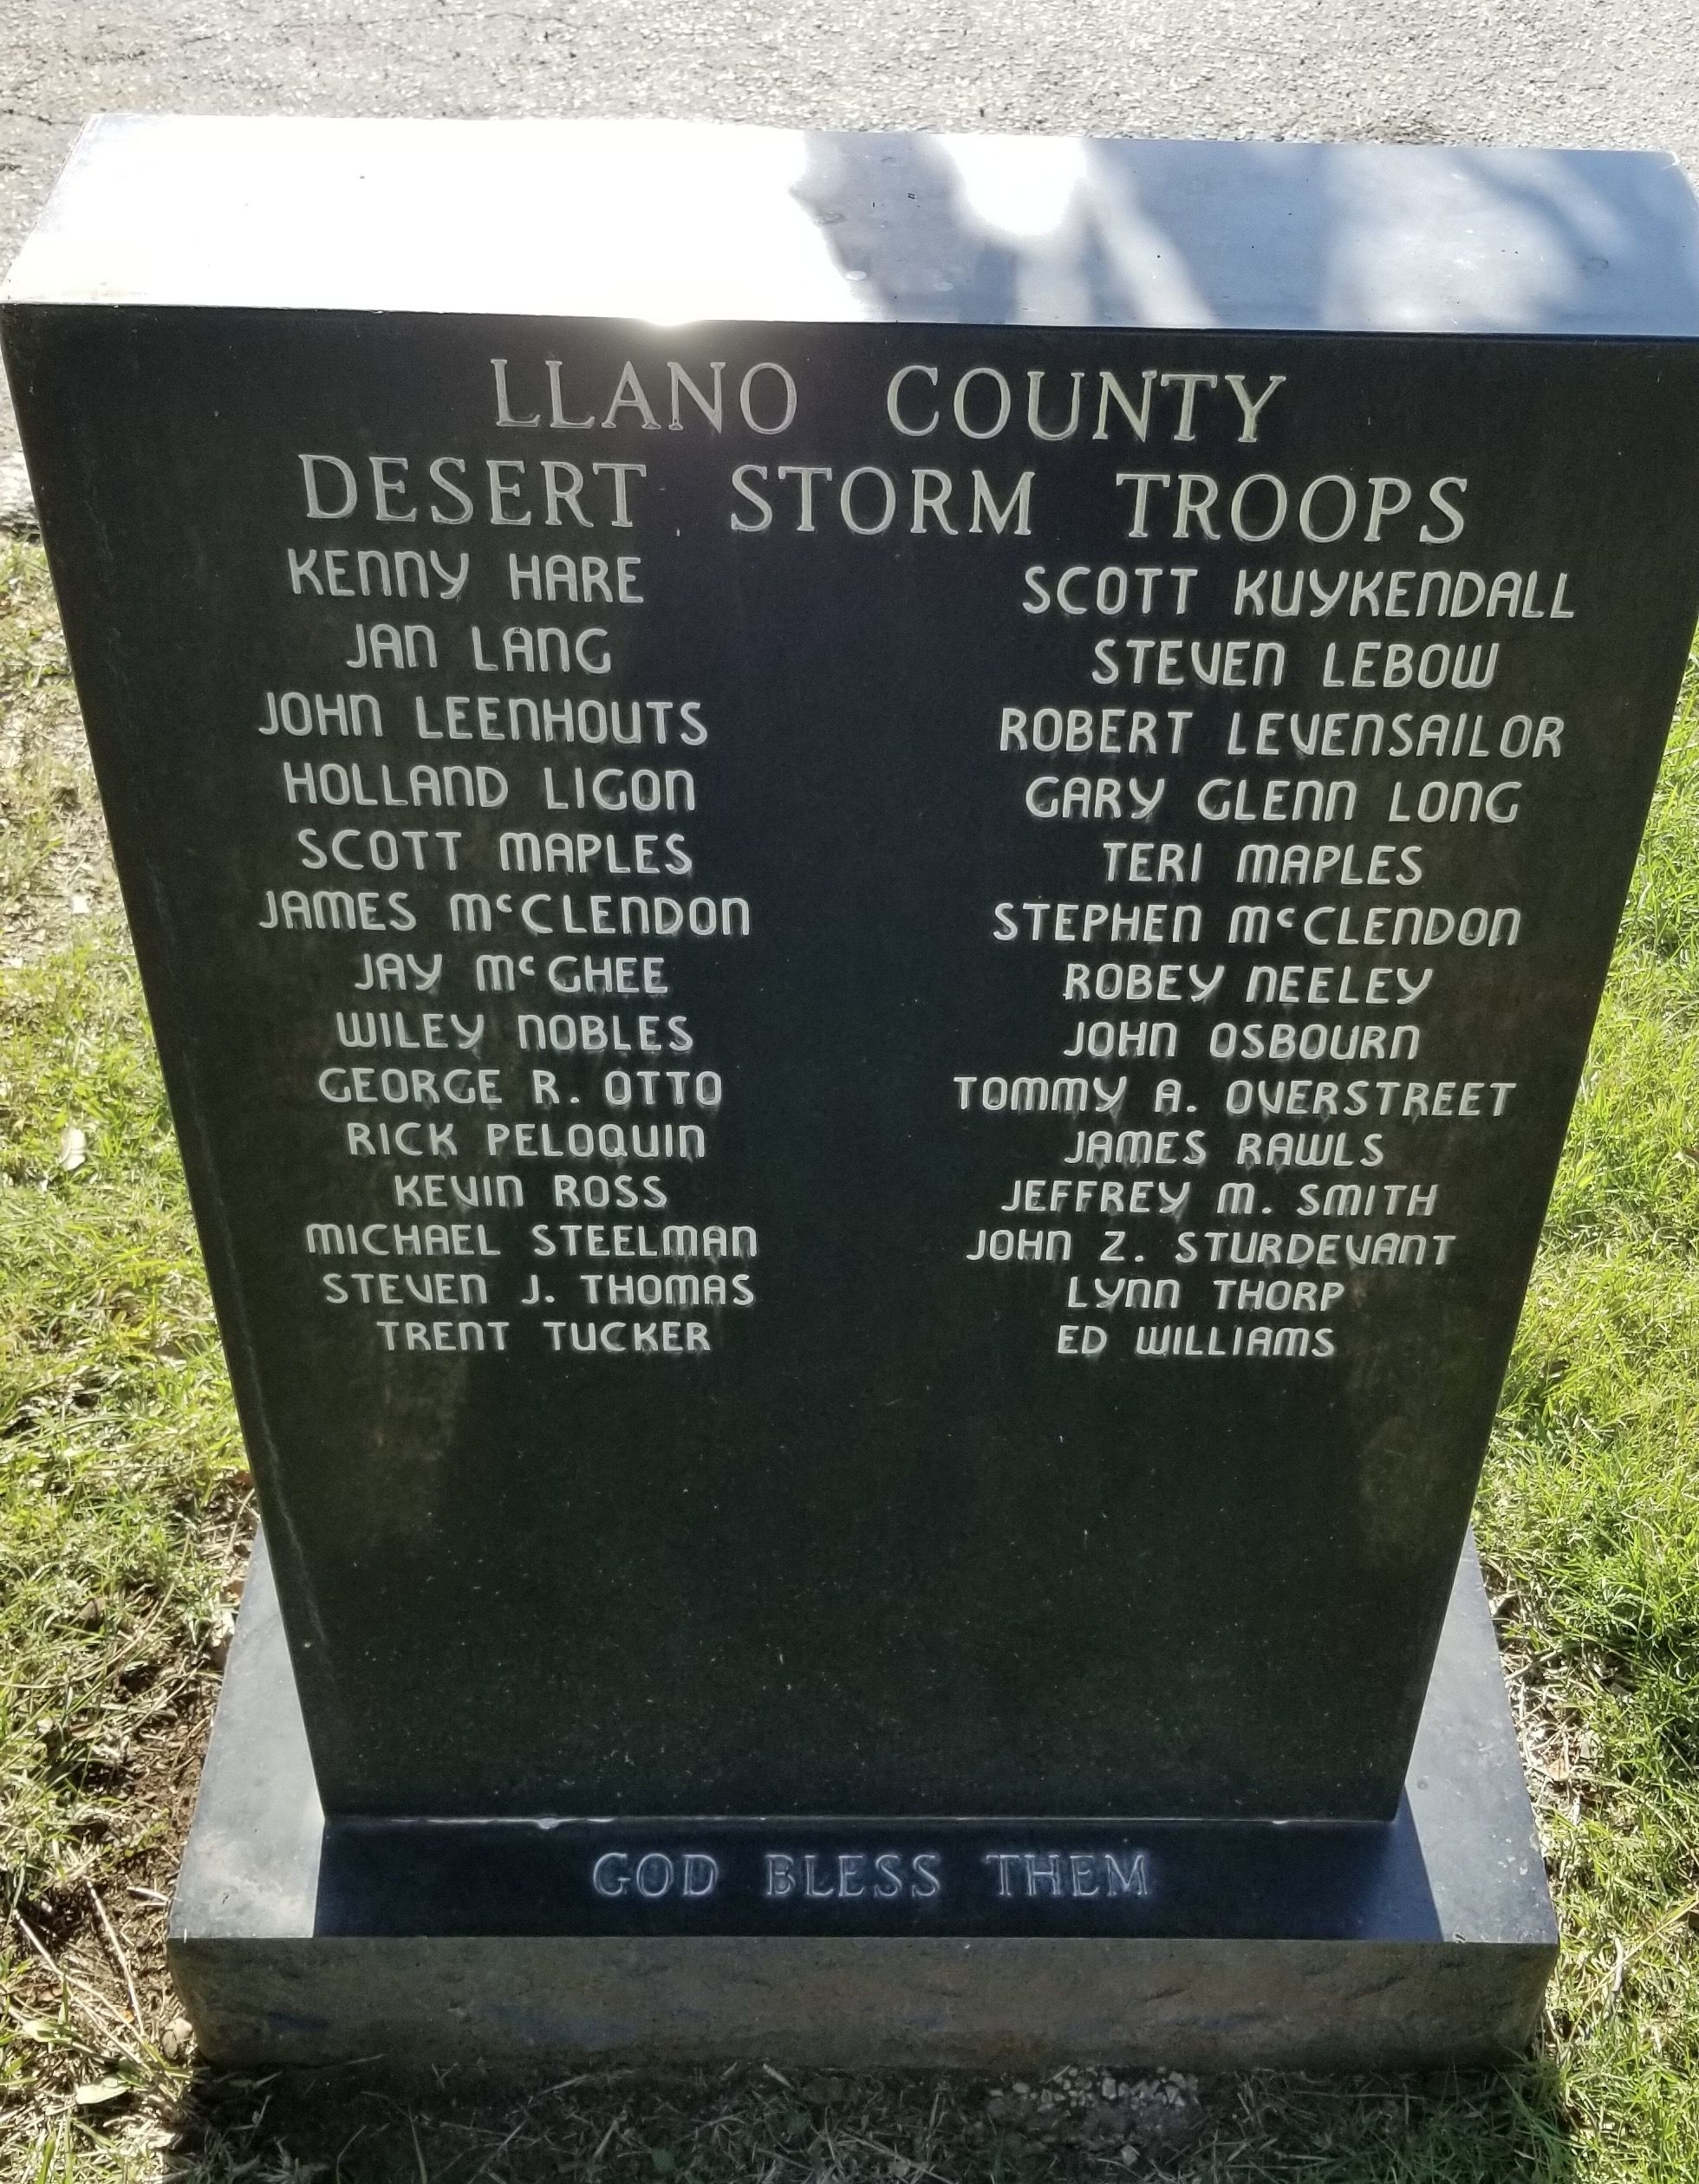 LLANO COUNTY
DESERT STORM TROOPS
KENNY HARE SCOTT KUYKENDALL
JAN LANG STEVEN LEBOW
JOHN LEENHOUTS ROBERT LEVENSAILOR
HOLLAND LIGON GARY GLENN LONG
SCOTT MAPLES TERI MAPLES
JAMES McCLENDON STEPHEN McCLENDON
JAY McGHEE ROBEY NEELEY
WILEY NOBLES JOHN OSBOURN
GEORGE R. OTTO TOMMY A. OVERSTREET
RICK PELOQUIN JAMES RAWLS
KEVIN ROSS JEFFREY M. SMITH
MICHAEL STEELMAN JOHN Z. STURDEVANT
STEVEN J. THOMAS LYNN THORP
TRENT TUCKER ED WILLIAMS
GOD BLESS THEM